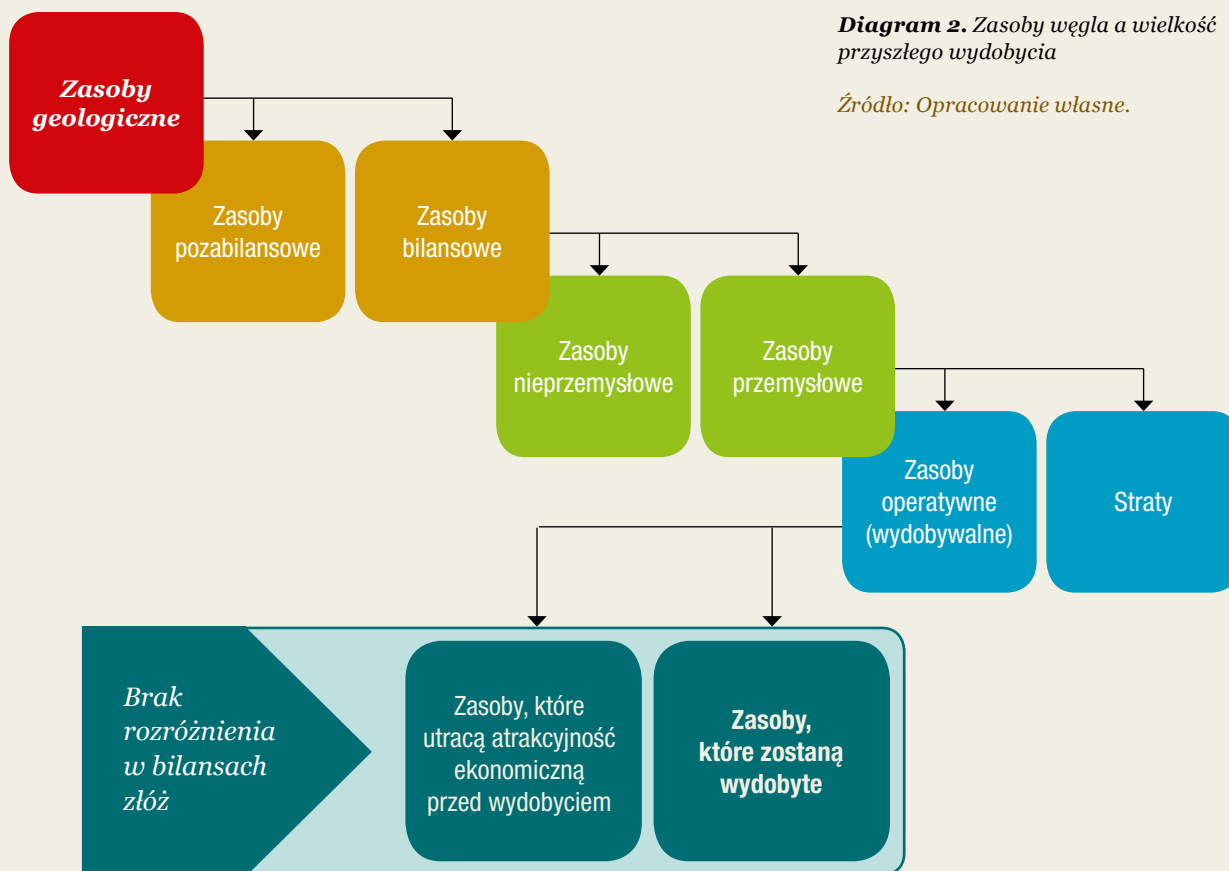 Diagram 2. Zasoby węgla a wielkość
przyszłego wydobycia
Źródło: Opracowanie własne.
Zasoby
geologiczne
Zasoby
pozabilansowe
Zasoby
bilansowe
Zasoby
nieprzemysłowe
Zasoby
przemysłowe
Zasoby
operatywne
(wydobywalne)
Straty
Brak
rozróżnienia
w bilansach
złóż
Zasoby, które
utracą atrakcyjność
ekonomiczną
przed wydobyciem
Zasoby,
które zostaną
wydobyte